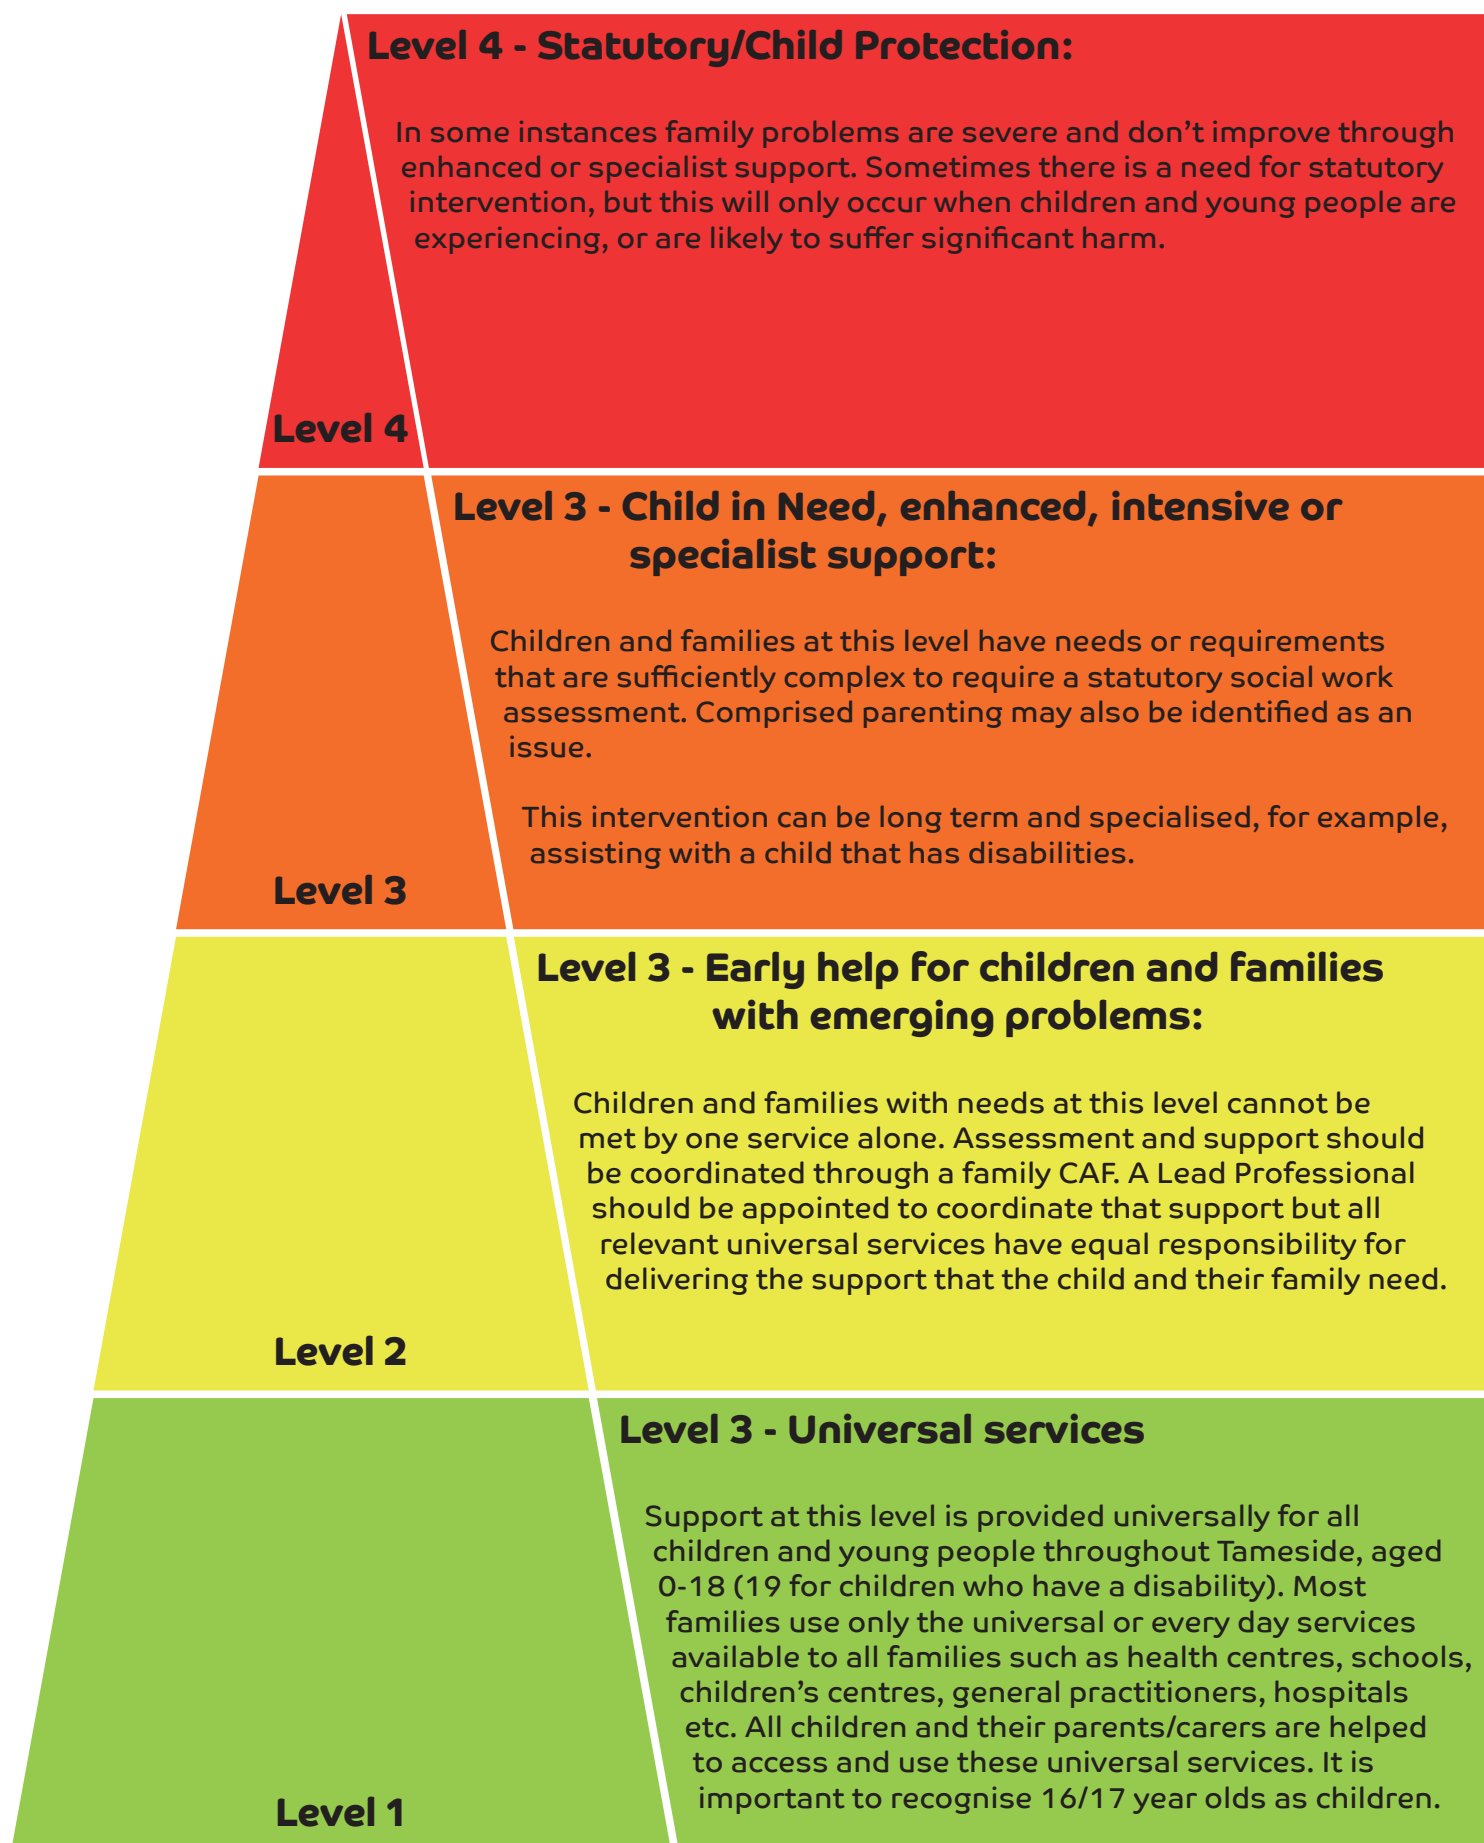 Level 4 - Statutory/Child Protection:
In some instances family problems are severe and don’t improve through
enhanced or specialist support. Sometimes there is a need for statutory
intervention, but this will only occur when children and young people are
experiencing, or are likely to suffer significant harm.
Level 4
Level 3 - Child in Need, enhanced, intensive or
specialist support:
Children and families at this level have needs or requirements
that are sufficiently complex to require a statutory social work
assessment. Comprised parenting may also be identified as an
issue.
This intervention can be long term and specialised, for example,
assisting with a child that has disabilities.
Level 3
Level 3 - Early help for children and families
with emerging problems:
Children and families with needs at this level cannot be
met by one service alone. Assessment and support should
be coordinated through a family CAF. A Lead Professional
should be appointed to coordinate that support but all
relevant universal services have equal responsibility for
delivering the support that the child and their family need.
Level 2
Level 3 - Universal services
Support at this level is provided universally for all
children and young people throughout Tameside, aged
0-18 (19 for children who have a disability). Most
families use only the universal or every day services
available to all families such as health centres, schools,
children’s centres, general practitioners, hospitals
etc. All children and their parents/carers are helped
to access and use these universal services. It is
important to recognise 16/17 year olds as children.
Level 1